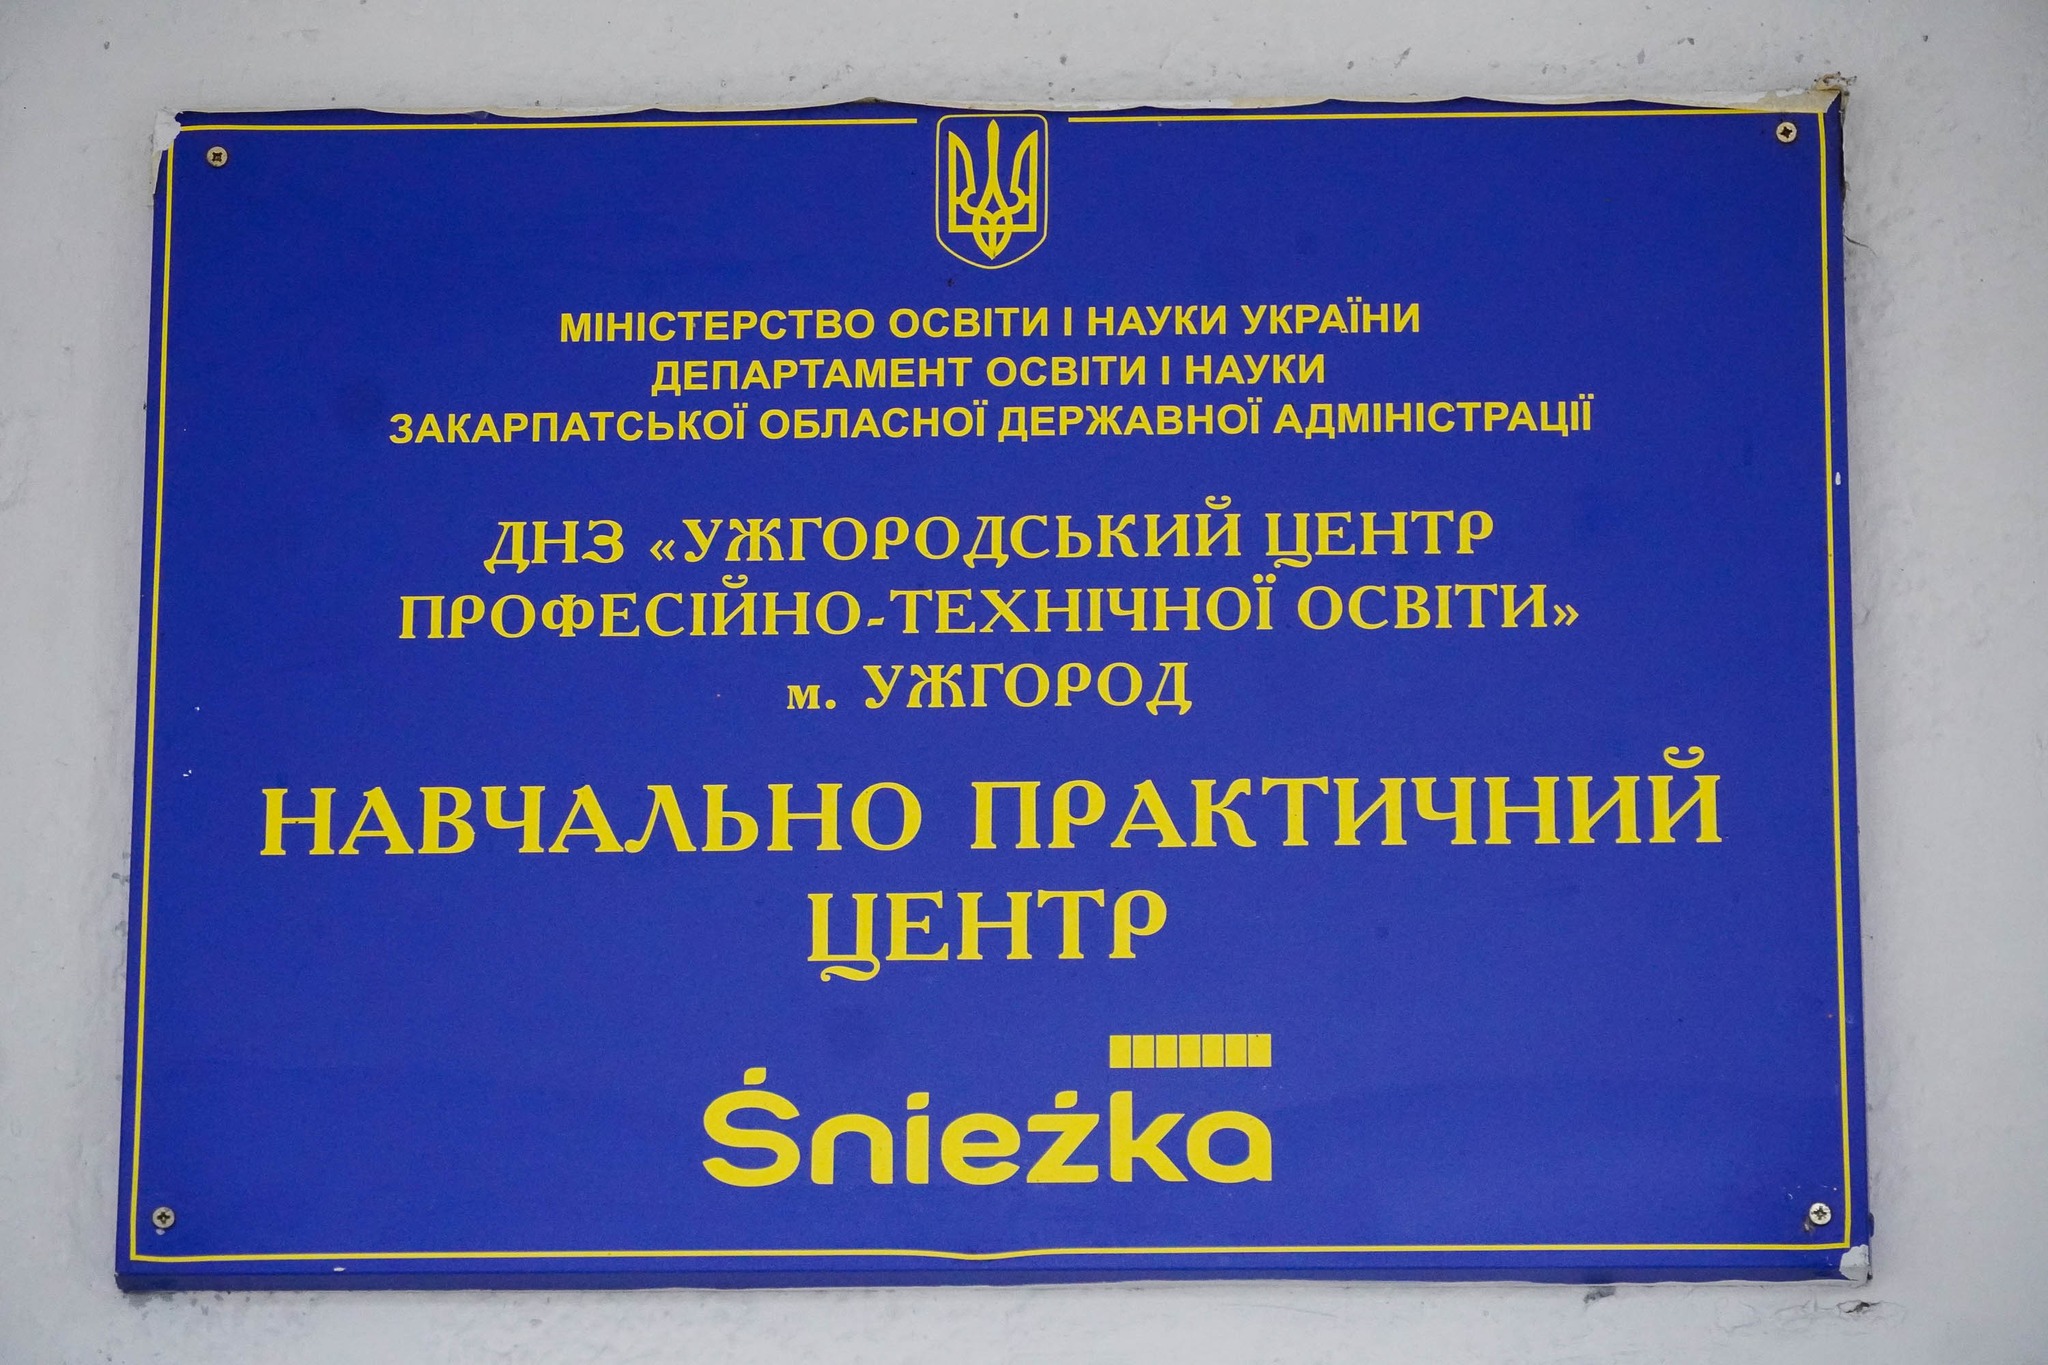 МІНІСТЕРСТВО ОСВІТИ І НАУКИ УКРАЇНИ
ДЕПАРТАМЕНТ ОСВІТИ І НАУКИ
ЗАКАРПАТСЬКОЇ ОБЛАСНОЇ ДЕРЖАВНОЇ АДМІНІСТРАЦІЇ
ДНЗ «УЖГОРОДСЬКИЙ ЦЕНТР
ПРОФЕСІЙНО-ТЕХНІЧНОЇ ОСВІТИ»
м. УЖГОРОД
НАВЧАЛЬНО ПРАКТИЧНИЙ
ЦЕНТР
Śnieżka